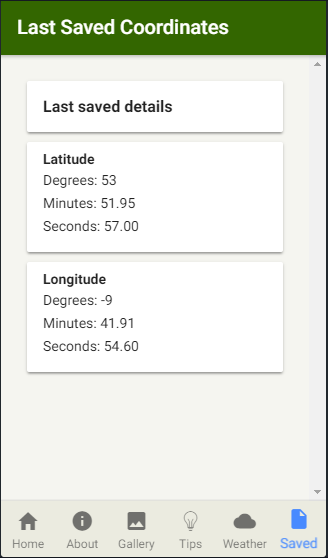 Last Saved Coordinates
Last saved details
Latitude
Degrees: 53
Minutes: 51.95
Seconds: 57.00
Longitude
Degrees: -9
Minutes: 41.91
Seconds: 54.60
Home About Gallery Tips Weather Saved